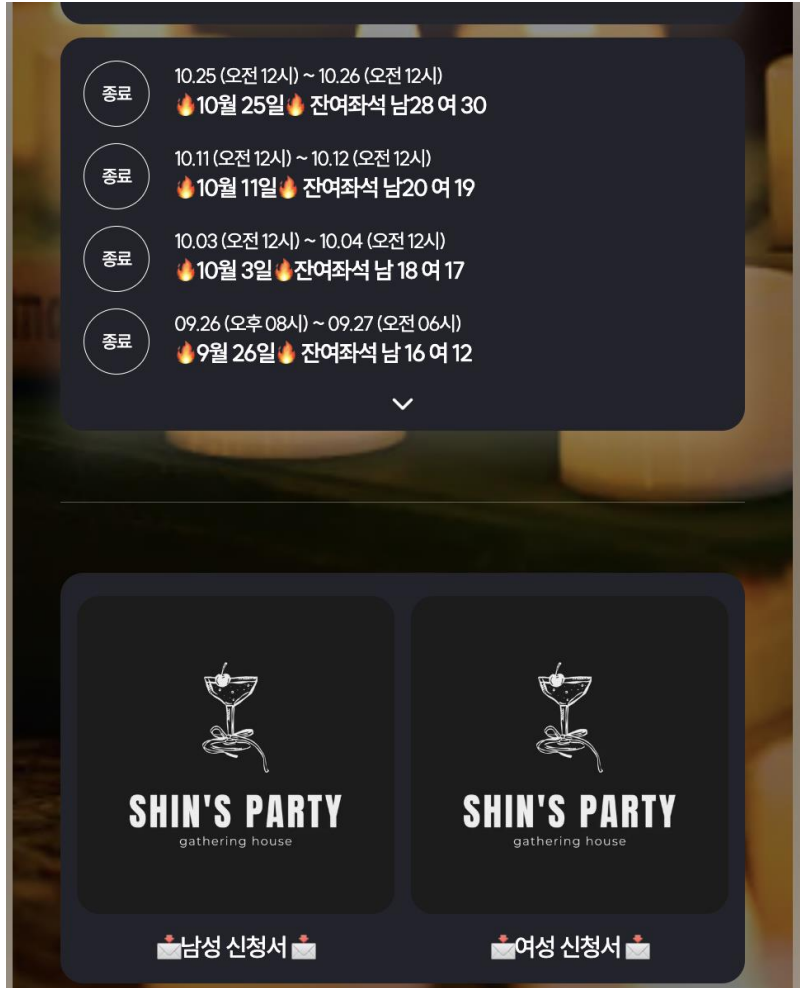 종료
10.25 (오전 12시) ~ 10.26 (오전 12시)
🔥10월 25일🔥 잔여좌석 남28 여 30
종료
10.11 (오전 12시) ~ 10.12 (오전 12시)
🔥10월 11일🔥 잔여좌석 남20 여 19
종료
10.03 (오전 12시) ~ 10.04 (오전 12시)
🔥10월 3일🔥잔여좌석 남 18 여 17
종료
09.26 (오후 08시) ~ 09.27 (오전 06시)
🔥9월 26일🔥 잔여좌석 남 16 여 12
SHIN'S PARTY
gathering house
SHIN'S PARTY
gathering house
📩남성 신청서 📩
📩여성 신청서 📩